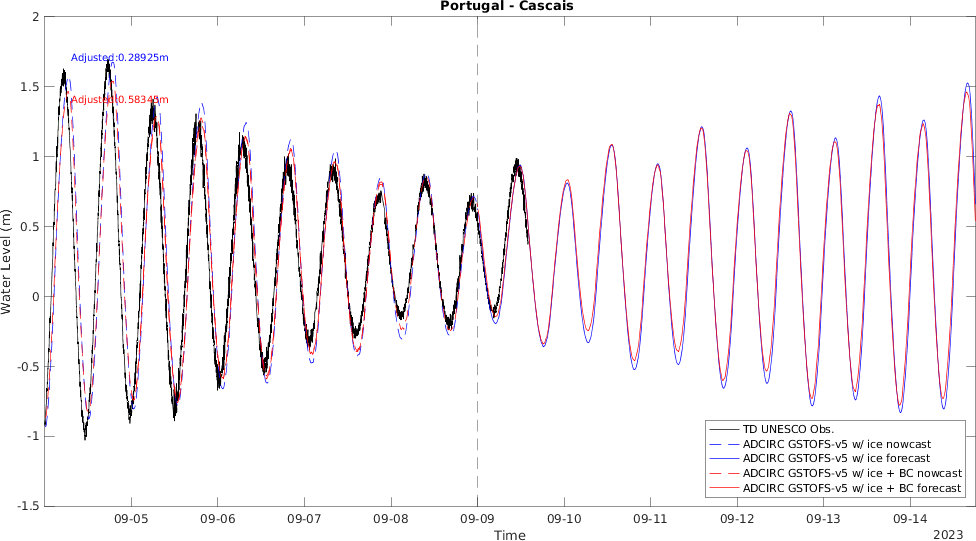 Portugal - Cascais
2
1.5
1
0.5
0
-0.5
-1
-1.5
Water Level (m)
Adjusted:0.28925m
Adjusted:0.58345m
TD UNESCO Obs.
ADCIRC GSTOFS-v5 w/ ice nowcast
ADCIRC GSTOFS-v5 w/ ice forecast
ADCIRC GSTOFS-v5 w/ ice + BC nowcast
ADCIRC GSTOFS-v5 w/ ice + BC forecast
09-05 09-06 09-07 09-08 09-09 09-10 09-11 09-12 09-13 09-14
Time
2023